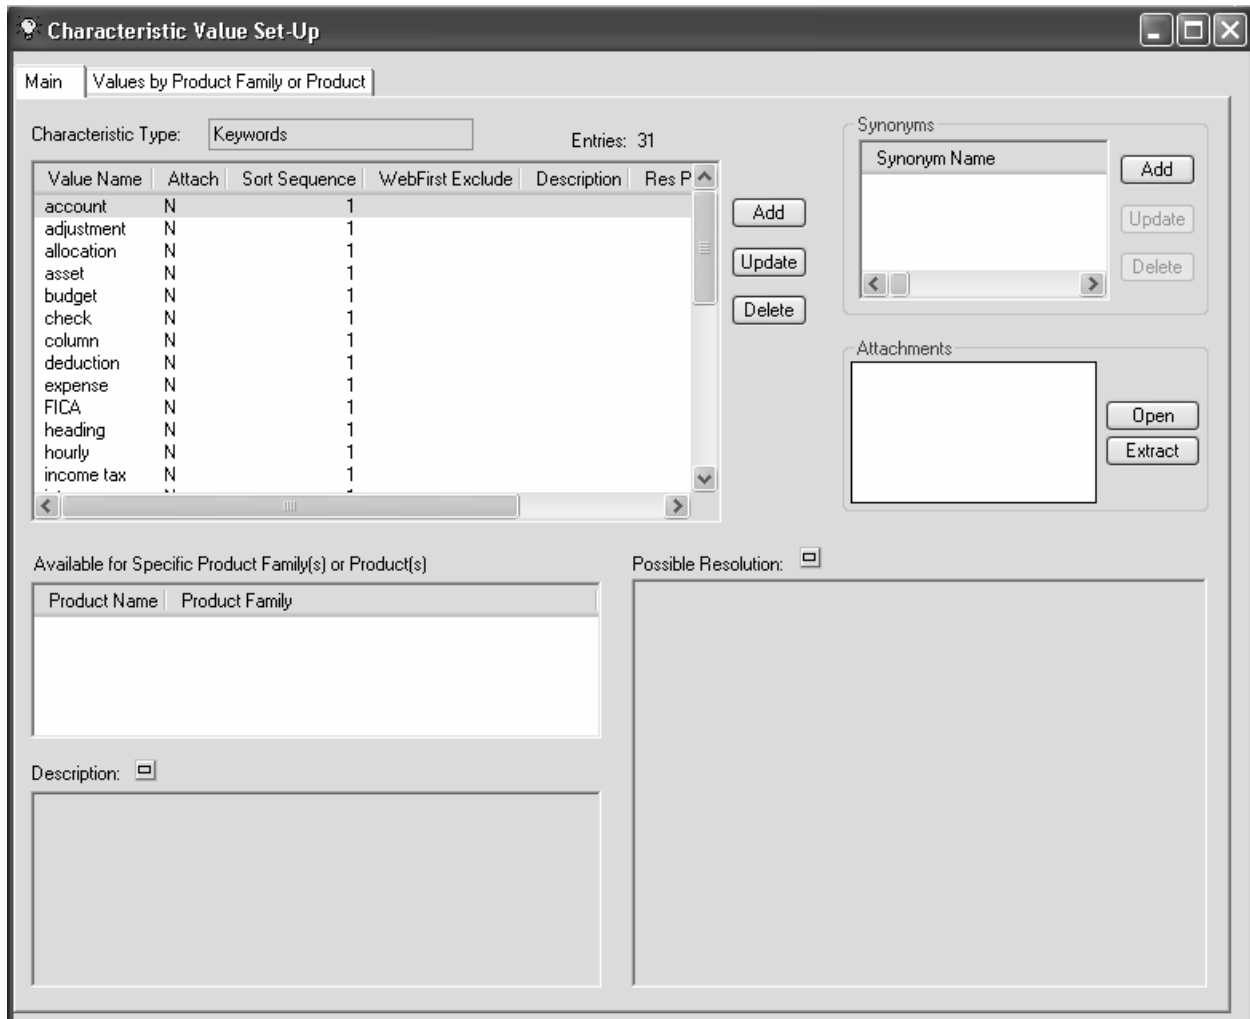 Characteristic Value Set-Up
Main Values by Product Family or Product
Characteristic Type: Keywords Entries: 31
Value Name Attach Sort Sequence WebFirst Exclude Description Res P
account N 1
adjustment N 1
allocation N 1
asset N 1
budget N 1
check N 1
column N 1
deduction N 1
expense N 1
FICA N 1
heading N 1
hourly N 1
income tax N 1
Add
Update
Delete
Synonyms
Synonym Name
Add
Update
Delete
Attachments
Open
Extract
Available for Specific Product Family(s) or Product(s)
Product Name Product Family
Possible Resolution:
Description: